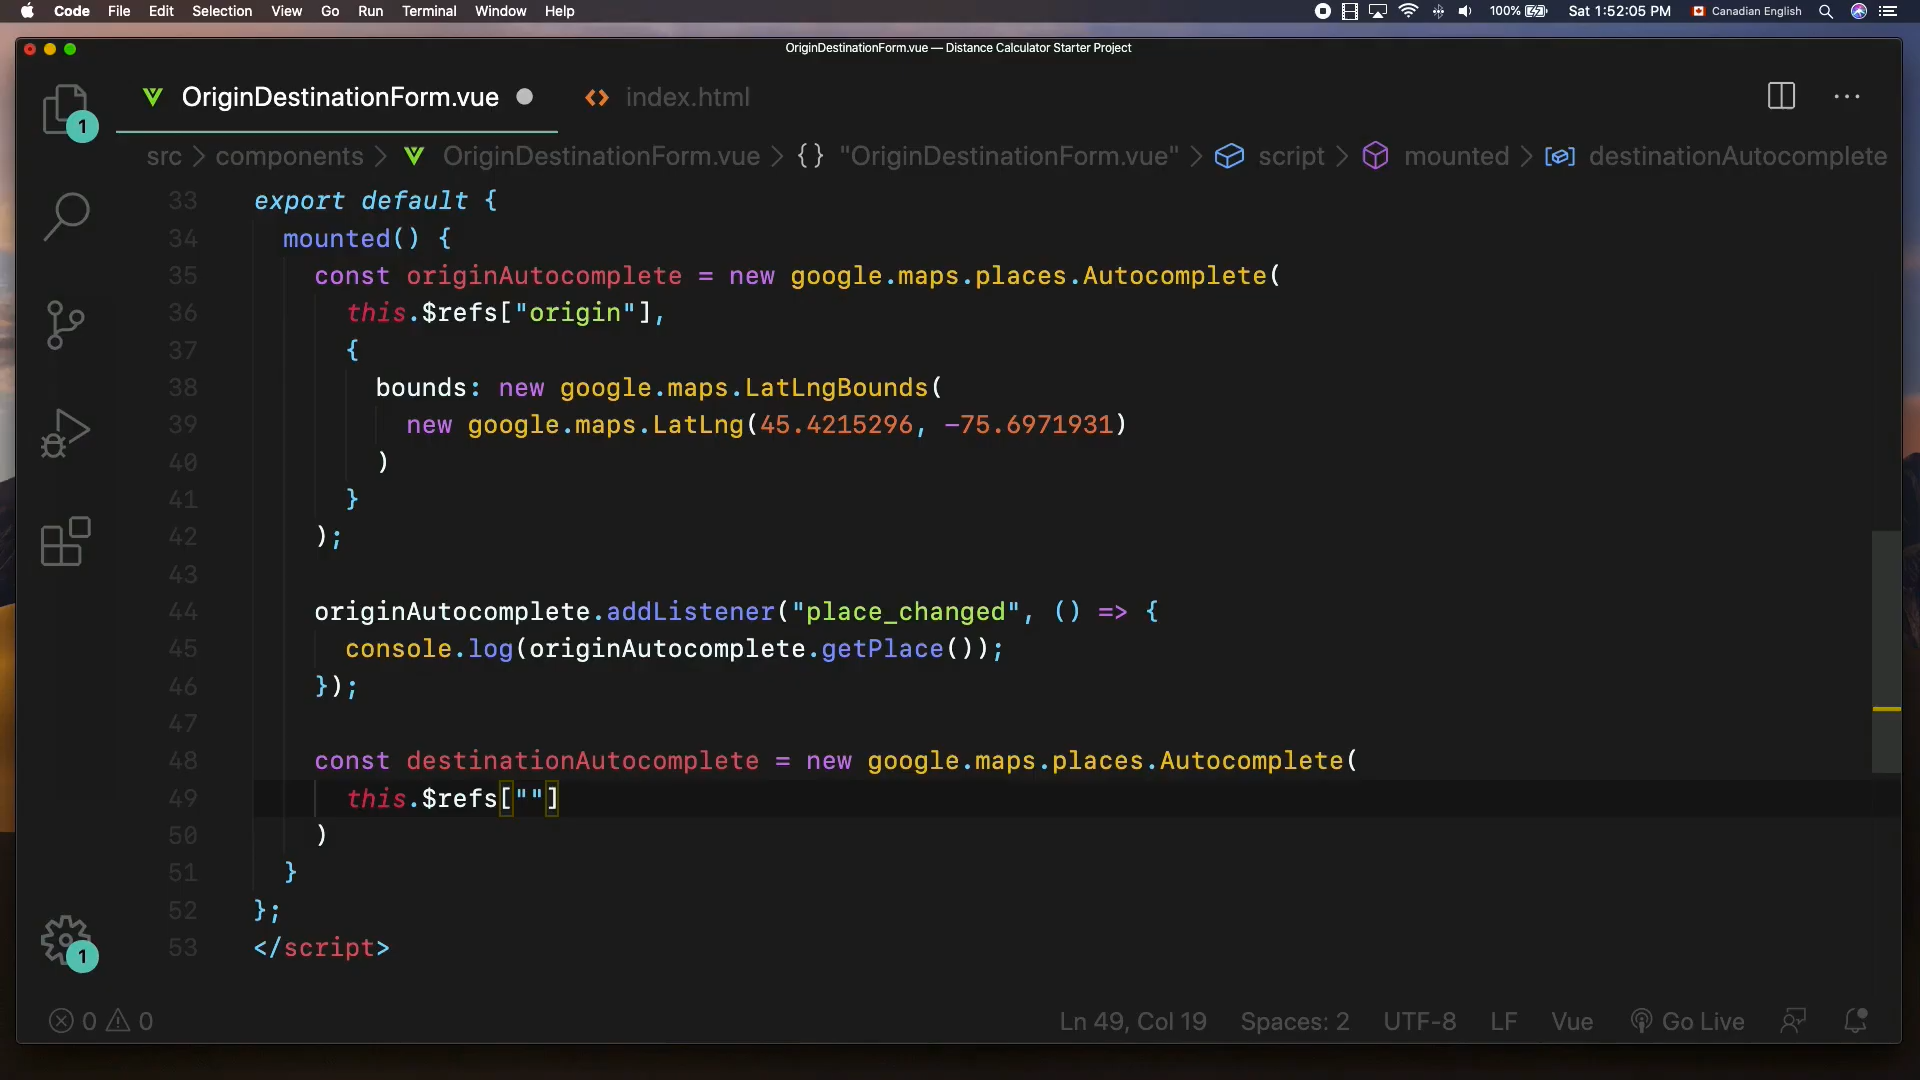 Code File Edit Selection View Go Run Terminal Window Help 100% Sat 1:52:05 PM Canadian English
OriginDestinationForm.vue — Distance Calculator Starter Project
1 OriginDestinationForm.vue index.html
src > components > OriginDestinationForm.vue > {} "OriginDestinationForm.vue" > script > mounted > destinationAutocomplete
33 export default {
34 mounted() {
35 const originAutocomplete = new google.maps.places.Autocomplete(
36 this.$refs["origin"],
37 {
38 bounds: new google.maps.LatLngBounds(
39 new google.maps.LatLng(45.4215296, -75.6971931)
40 )
41 }
42 );
43
44 originAutocomplete.addListener("place_changed", () => {
45 console.log(originAutocomplete.getPlace());
46 });
47
48 const destinationAutocomplete = new google.maps.places.Autocomplete(
49 this.$refs[""]
50 )
51 }
52 };
53 </script>
1
0 0 Ln 49, Col 19 Spaces: 2 UTF-8 LF Vue Go Live